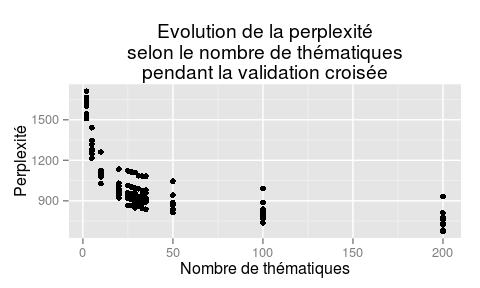 Evolution de la perplexité
selon le nombre de thématiques
pendant la validation croisée
Perplexité
1500
1200
900
0 50 100 150 200
Nombre de thématiques